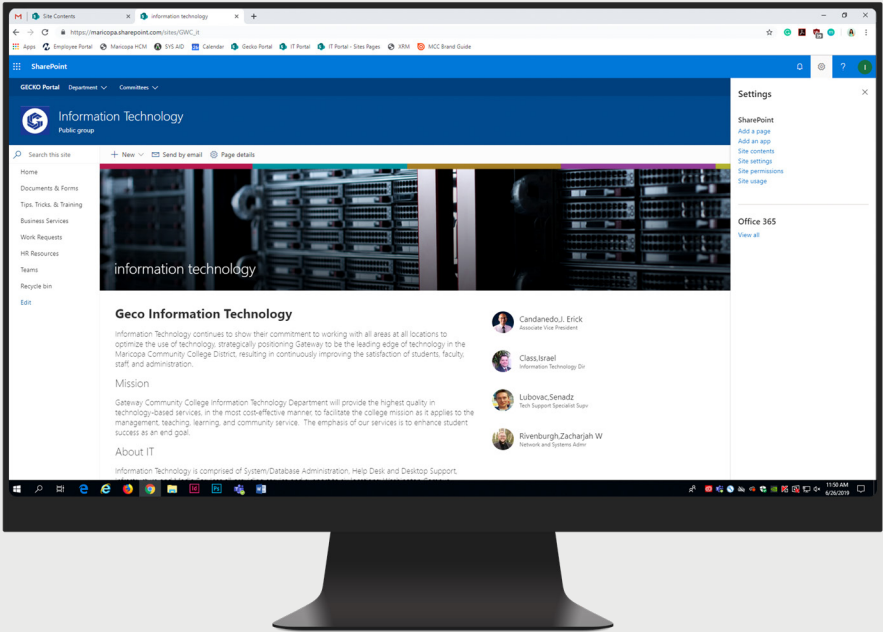 Site Contents
information technology
https://maricopa.sharepoint.com/sites/GWC_it
Apps Employee Portal Maricopa HCM SYS AID Calendar Gecko Portal IT Portal IT Portal - Sites Pages XRM MCC Brand Guide
SharePoint
GECKO Portal Department Committees
Information Technology
Public group
Search this site
New Send by email Page details
Home
Documents & Forms
Tips, Tricks, & Training
Business Services
Work Requests
HR Resources
Teams
Recycle bin
Edit
information technology
Geco Information Technology
Information Technology continues to show their commitment to working with all areas at all locations to
optimize the use of technology, strategically positioning Gateway to be the leading edge of technology in the
Maricopa Community College District, resulting in continuously improving the satisfaction of students, faculty,
staff, and administration.
Mission
Gateway Community College Information Technology Department will provide the highest quality in
technology-based services, in the most cost-effective manner, to facilitate the college mission as it applies to the
management, teaching, learning, and community service. The emphasis of our services is to enhance student
success as an end goal.
About IT
Information Technology is comprised of System/Database Administration, Help Desk and Desktop Support,
Candanedo,J. Erick
Associate Vice President
Class,Israel
Information Technology Dir
Lubovac,Senadz
Tech Support Specialist Supv
Rivenburgh,Zacharjah W
Network and Systems Admr
Settings
SharePoint
Add a page
Add an app
Site contents
Site settings
Site permissions
Site usage
Office 365
View all
11:50 AM
6/26/2019